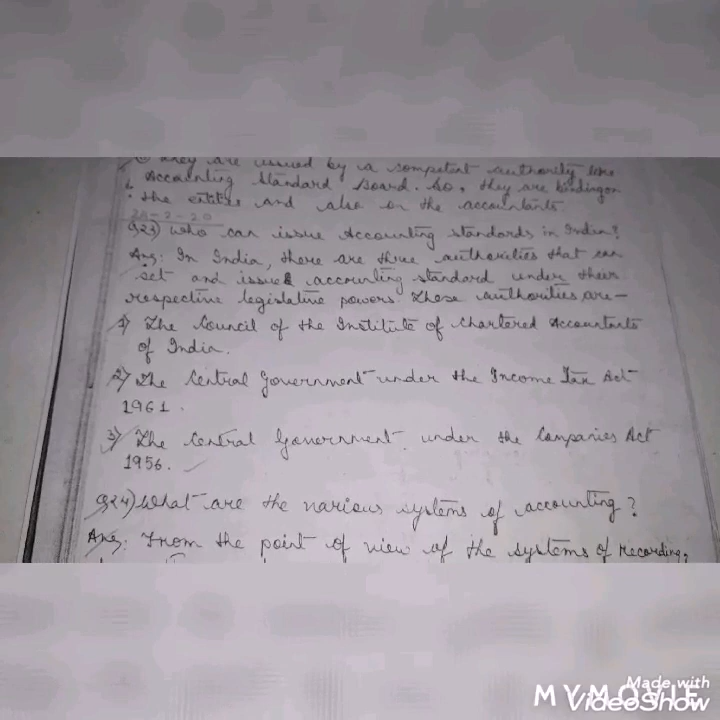 They are issued by a competent authority like
Accounting Standard Board. So, they are binding on
the entities and also on the accountants
28-2-20
Q23) Who can issue Accounting standards in India?
Ans: In India, there are three authorities that can
set and issue accounting standard under their
respective legislative powers. These authorities are—
1) The Council of the Institute of Chartered Accountants
of India.
2) The Central Government under the Income Tax Act
1961.
3) The Central Government under the Companies Act
1956.
Q24) What are the various systems of accounting?
Ans: From the point of view of the systems of recording,
Made with
MYMOVIE
VideoShow